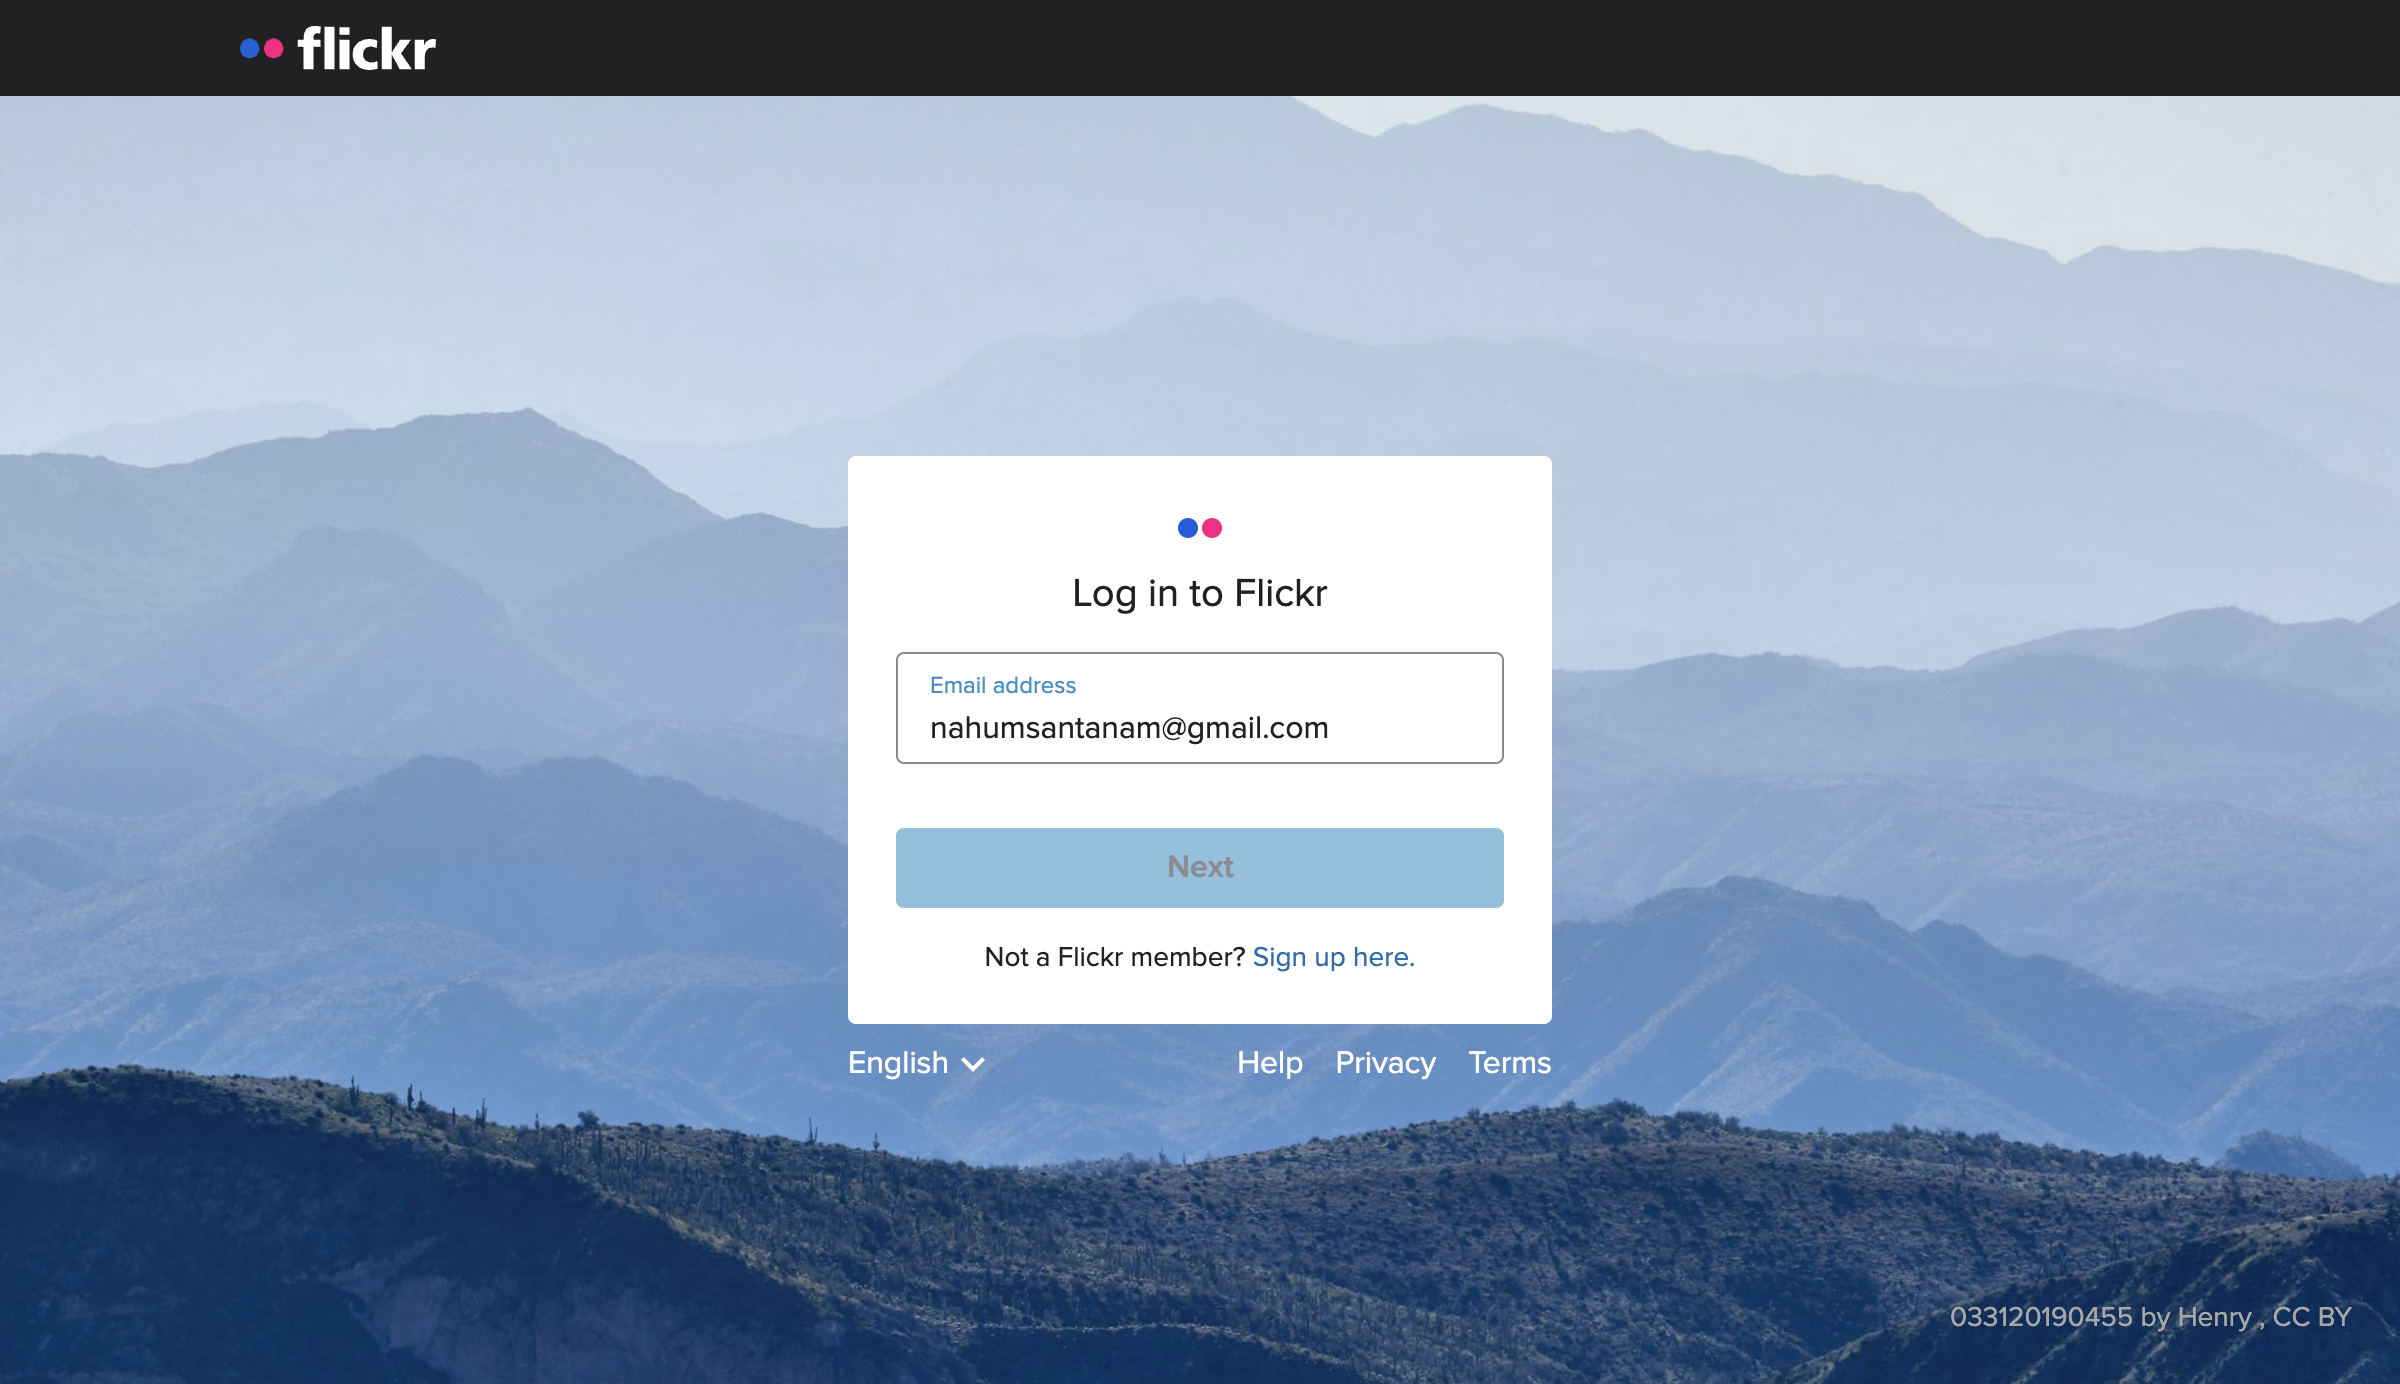 flickr
Log in to Flickr
Email address
nahumsantanam@gmail.com
Next
Not a Flickr member? Sign up here.
English Help Privacy Terms
033120190455 by Henry , CC BY